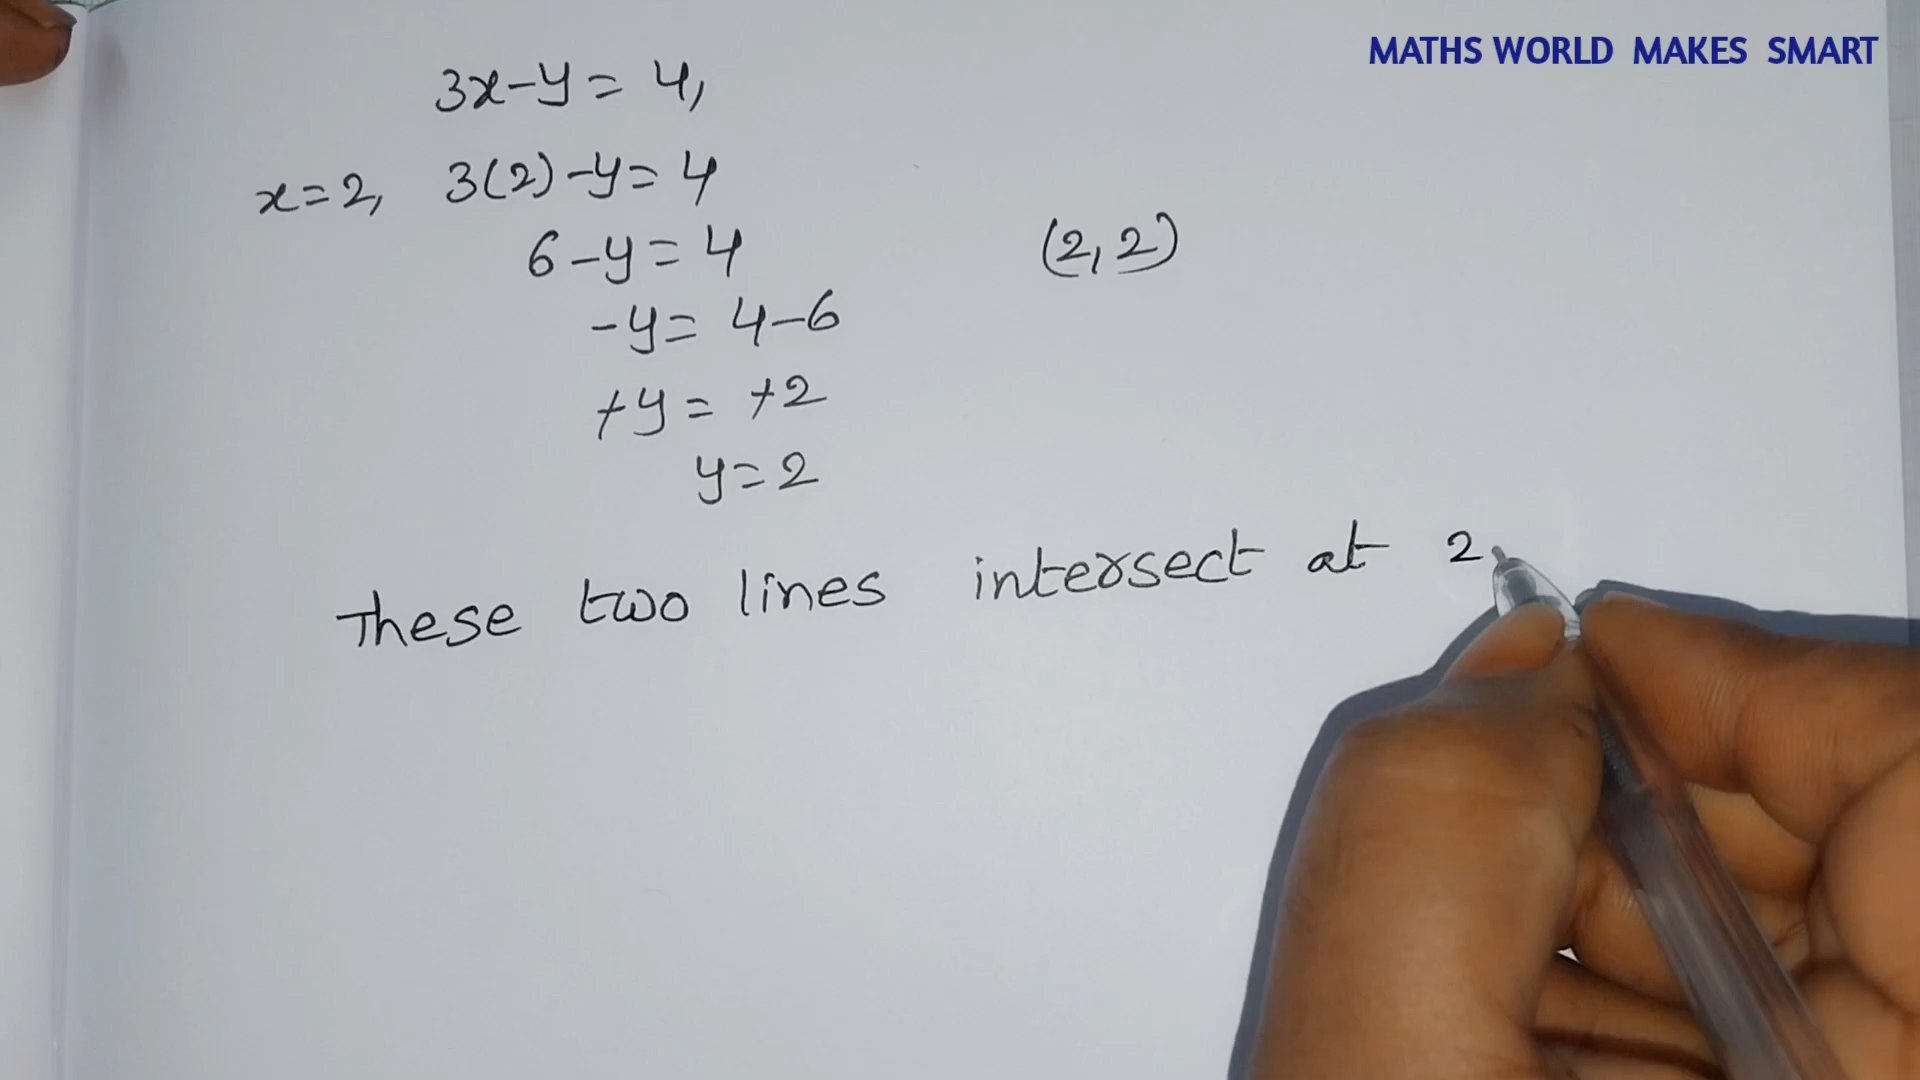 MATHS WORLD MAKES SMART
3x-y = 4,
x=2, 3(2)-y= 4
6-y= 4
(2,2)
-y= 4-6
+y= +2
y=2
These two lines intersect at 2